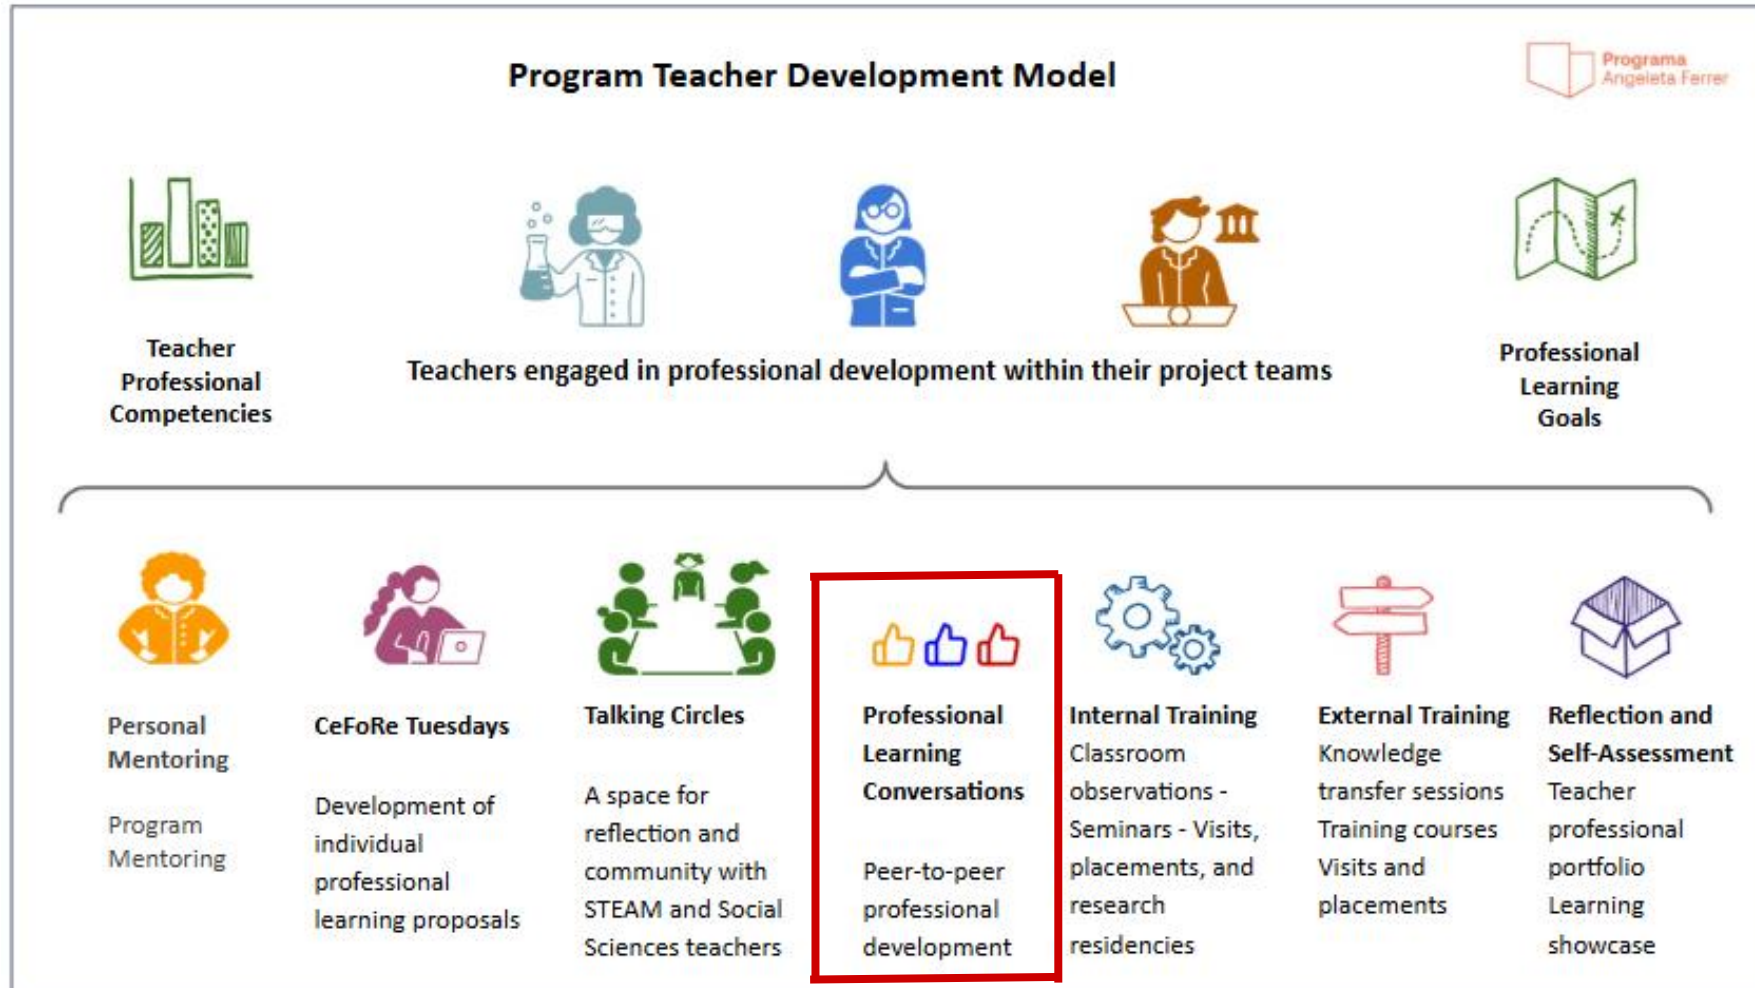 Program Teacher Development Model
Programa
Angeleta Ferrer
Teacher
Professional
Competencies
Teachers engaged in professional development within their project teams
Professional
Learning
Goals
Personal
Mentoring
Program
Mentoring
CeFoRe Tuesdays
Development of
individual
professional
learning proposals
Talking Circles
A space for
reflection and
community with
STEAM and Social
Sciences teachers
Professional
Learning
Conversations
Peer-to-peer
professional
development
Internal Training
Classroom
observations -
Seminars - Visits,
placements, and
research
residencies
External Training
Knowledge
transfer sessions
Training courses
Visits and
placements
Reflection and
Self-Assessment
Teacher
professional
portfolio
Learning
showcase